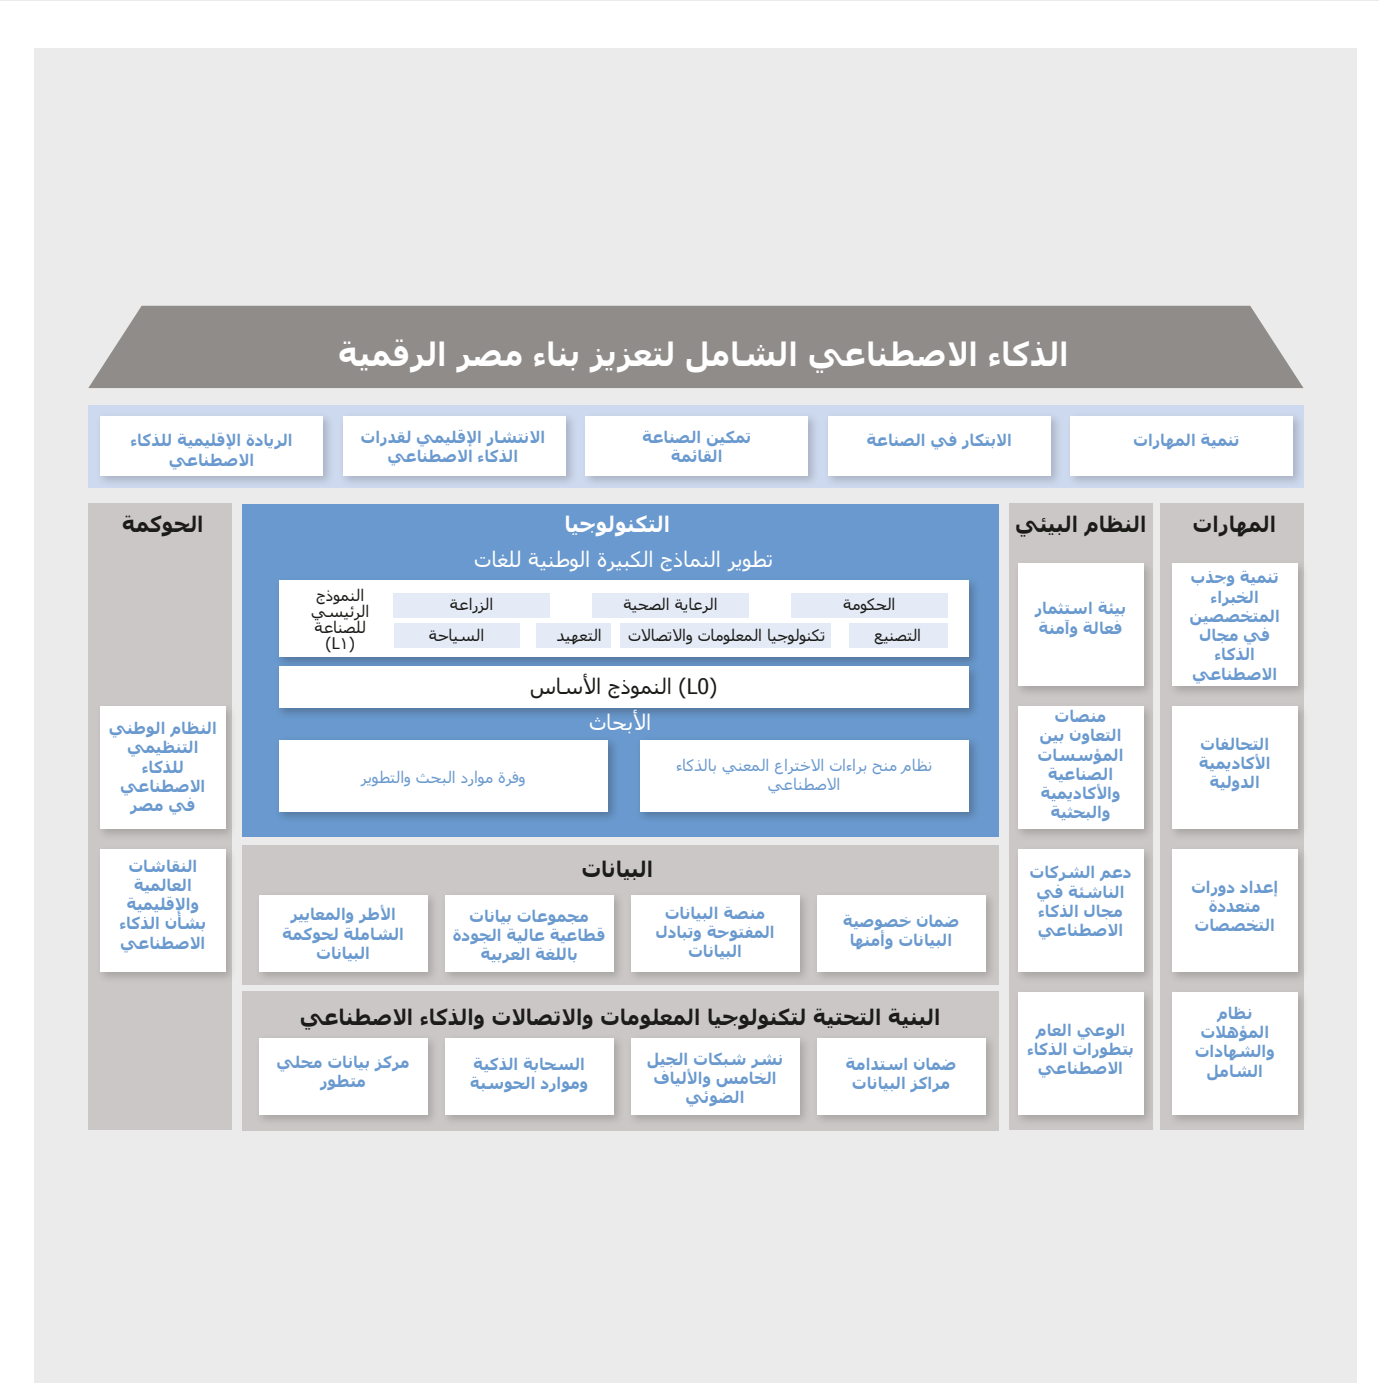 الذكاء الاصطناعي الشامل لتعزيز بناء مصر الرقمية
تنمية المهارات
الابتكار في الصناعة
تمكين الصناعة
القائمة
الانتشار الإقليمي لقدرات
الذكاء الاصطناعي
الريادة الإقليمية للذكاء
الاصطناعي
المهارات
تنمية وجذب
الخبراء
المتخصصين
في مجال
الذكاء
الاصطناعي
التحالفات
الأكاديمية
الدولية
إعداد دورات
متعددة
التخصصات
نظام
المؤهلات
والشهادات
الشامل
النظام البيئي
بيئة استثمار
فعالة وآمنة
منصات
التعاون بين
المؤسسات
الصناعية
والأكاديمية
والبحثية
دعم الشركات
الناشئة في
مجال الذكاء
الاصطناعي
الوعي العام
بتطورات الذكاء
الاصطناعي
التكنولوجيا
تطوير النماذج الكبيرة الوطنية للغات
الحكومة
الرعاية الصحية
الزراعة
التصنيع
تكنولوجيا المعلومات والاتصالات
التعهيد
السياحة
النموذج
الرئيسي
للصناعة
(L١)
(L0) النموذج الأساس
الأبحاث
نظام منح براءات الاختراع المعني بالذكاء
الاصطناعي
وفرة موارد البحث والتطوير
البيانات
ضمان خصوصية
البيانات وأمنها
منصة البيانات
المفتوحة وتبادل
البيانات
مجموعات بيانات
قطاعية عالية الجودة
باللغة العربية
الأطر والمعايير
الشاملة لحوكمة
البيانات
البنية التحتية لتكنولوجيا المعلومات والاتصالات والذكاء الاصطناعي
ضمان استدامة
مراكز البيانات
نشر شبكات الجيل
الخامس والألياف
الضوئي
السحابة الذكية
وموارد الحوسبة
مركز بيانات محلي
متطور
الحوكمة
النظام الوطني
التنظيمي
للذكاء
الاصطناعي
في مصر
النقاشات
العالمية
والإقليمية
بشأن الذكاء
الاصطناعي